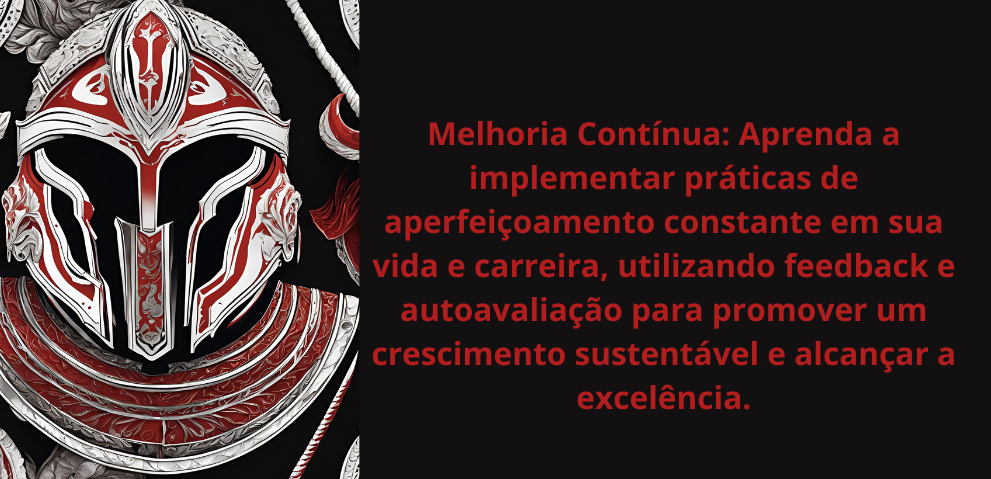 Melhoria Contínua: Aprenda a
implementar práticas de
aperfeiçoamento constante em sua
vida e carreira, utilizando feedback e
autoavaliação para promover um
crescimento sustentável e alcançar a
excelência.